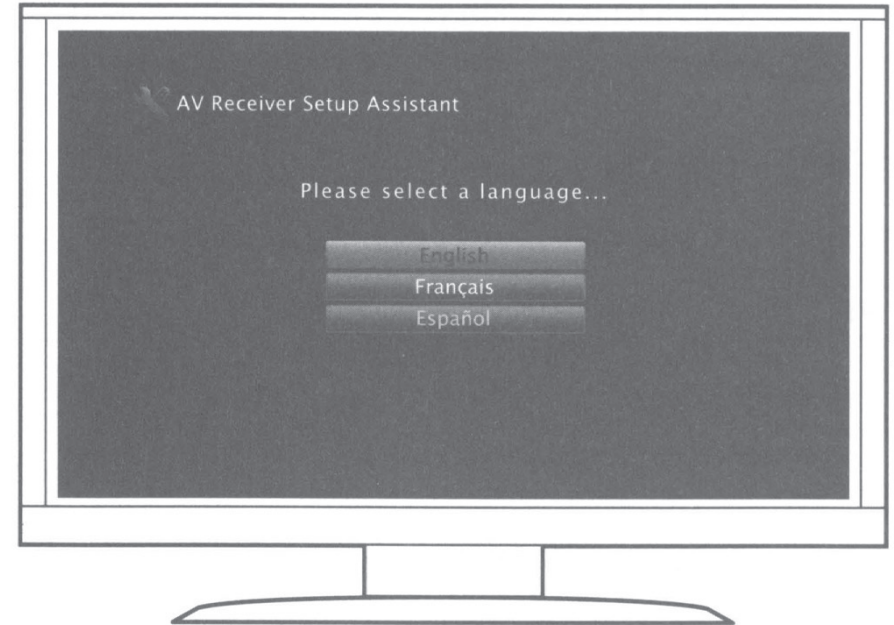 AV Receiver Setup Assistant
Please select a language...
English
Français
Español